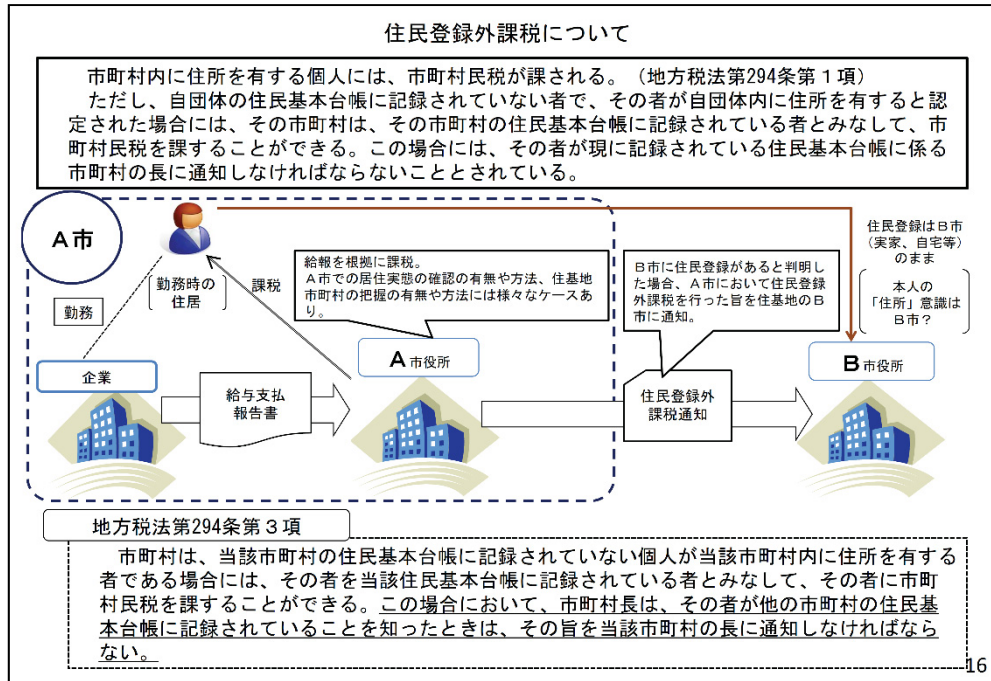 住民登録外課税について
市町村内に住所を有する個人には、市町村民税が課される。（地方税法第294条第１項）
ただし、自団体の住民基本台帳に記録されていない者で、その者が自団体内に住所を有すると認
定された場合には、その市町村は、その市町村の住民基本台帳に記録されている者とみなして、市
町村民税を課することができる。この場合には、その者が現に記録されている住民基本台帳に係る
市町村の長に通知しなければならないこととされている。
Ａ市
勤務時の
住居
課税
勤務
給報を根拠に課税。
Ａ市での居住実態の確認の有無や方法、住基地
市町村の把握の有無や方法には様々なケースあ
り。
Ｂ市に住民登録があると判明し
た場合、Ａ市において住民登録
外課税を行った旨を住基地のＢ
市に通知。
住民登録はＢ市
（実家、自宅等）
のまま
本人の
「住所」意識は
Ｂ市？
企業
給与支払
報告書
Ａ市役所
住民登録外
課税通知
Ｂ市役所
地方税法第294条第３項
市町村は、当該市町村の住民基本台帳に記録されていない個人が当該市町村内に住所を有する
者である場合には、その者を当該住民基本台帳に記録されている者とみなして、その者に市町
村民税を課することができる。この場合において、市町村長は、その者が他の市町村の住民基
本台帳に記録されていることを知ったときは、その旨を当該市町村の長に通知しなければなら
ない。
16